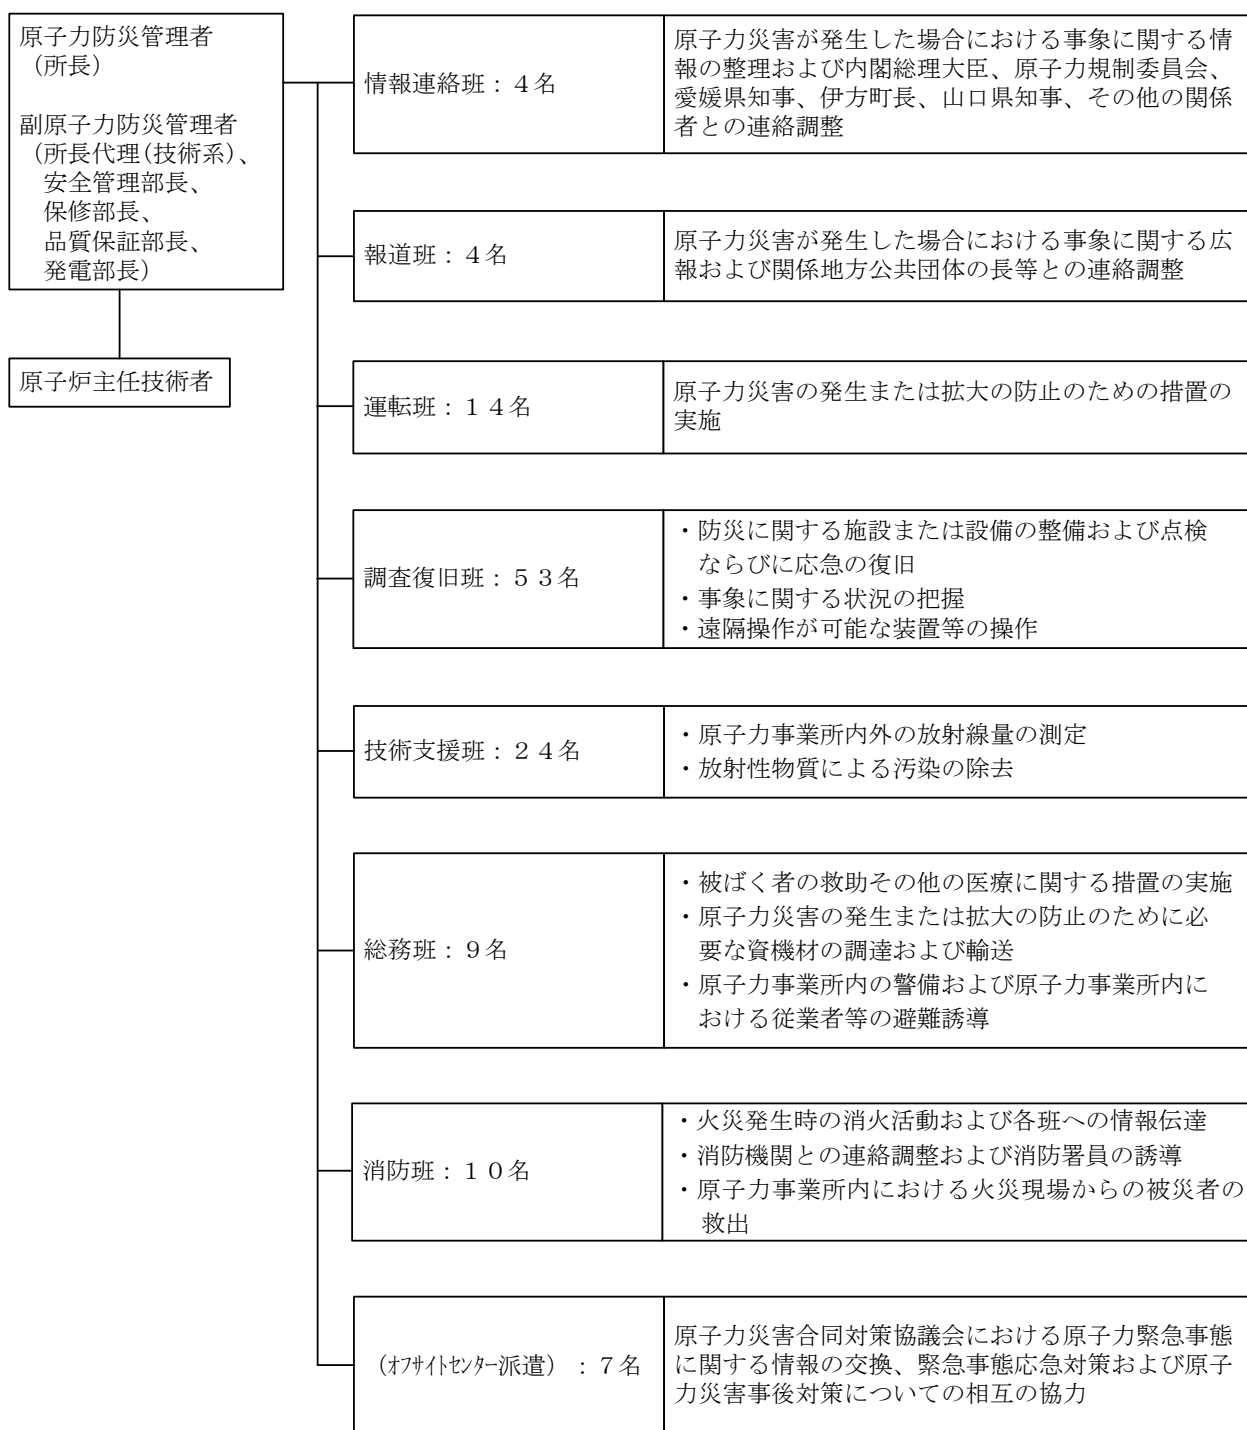 原子力防災管理者
（所長）
副原子力防災管理者
（所長代理(技術系)、
安全管理部長、
保修部長、
品質保証部長、
発電部長）
原子炉主任技術者
情報連絡班：４名
原子力災害が発生した場合における事象に関する情
報の整理および内閣総理大臣、原子力規制委員会、
愛媛県知事、伊方町長、山口県知事、その他の関係
者との連絡調整
報道班：４名
原子力災害が発生した場合における事象に関する広
報および関係地方公共団体の長等との連絡調整
運転班：１４名
原子力災害の発生または拡大の防止のための措置の
実施
調査復旧班：５３名
・防災に関する施設または設備の整備および点検
ならびに応急の復旧
・事象に関する状況の把握
・遠隔操作が可能な装置等の操作
技術支援班：２４名
・原子力事業所内外の放射線量の測定
・放射性物質による汚染の除去
総務班：９名
・被ばく者の救助その他の医療に関する措置の実施
・原子力災害の発生または拡大の防止のために必
要な資機材の調達および輸送
・原子力事業所内の警備および原子力事業所内に
おける従業者等の避難誘導
消防班：１０名
・火災発生時の消火活動および各班への情報伝達
・消防機関との連絡調整および消防署員の誘導
・原子力事業所内における火災現場からの被災者の
救出
（ｵﾌｻｲﾄｾﾝﾀｰ派遣）：７名
原子力災害合同対策協議会における原子力緊急事態
に関する情報の交換、緊急事態応急対策および原子
力災害事後対策についての相互の協力